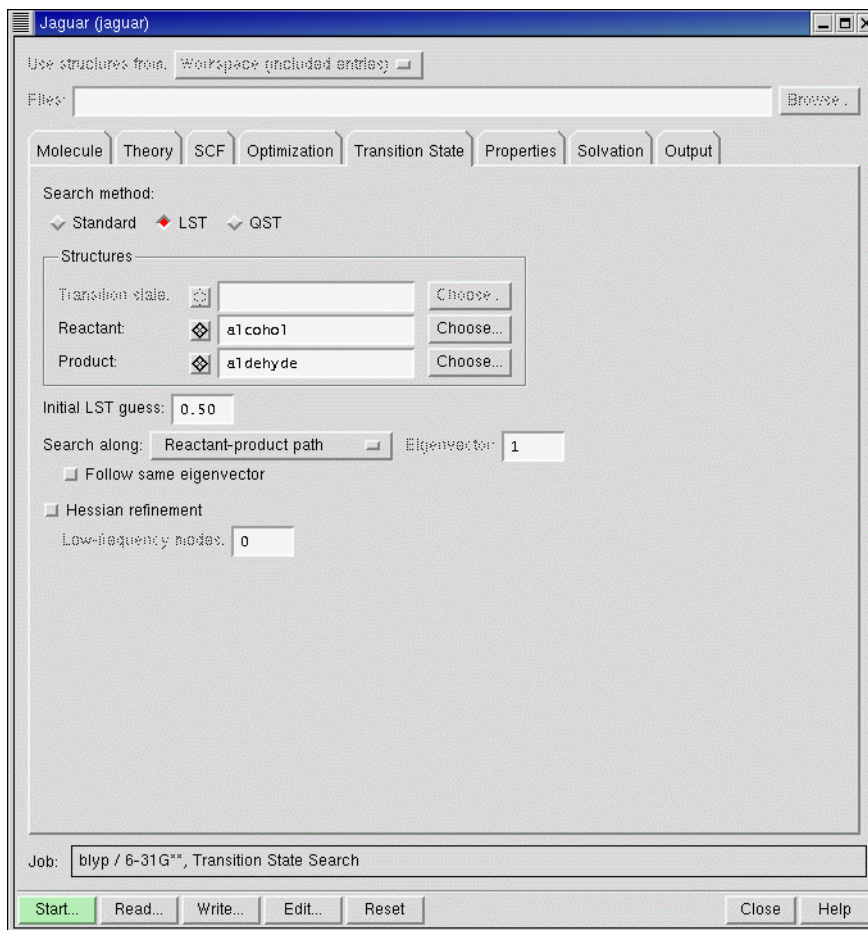 Jaguar (jaguar)
Use structures from: Workspace (included entries)
Files: Browse...
Molecule Theory SCF Optimization Transition State Properties Solvation Output
Search method:
Standard LST QST
Structures
Transition state: Choose...
Reactant: alcohol Choose...
Product: aldehyde Choose...
Initial LST guess: 0.50
Search along: Reactant-product path Eigenvector: 1
Follow same eigenvector
Hessian refinement
Low-frequency modes: 0
Job: blyp / 6-31G**, Transition State Search
Start... Read... Write... Edit... Reset Close Help